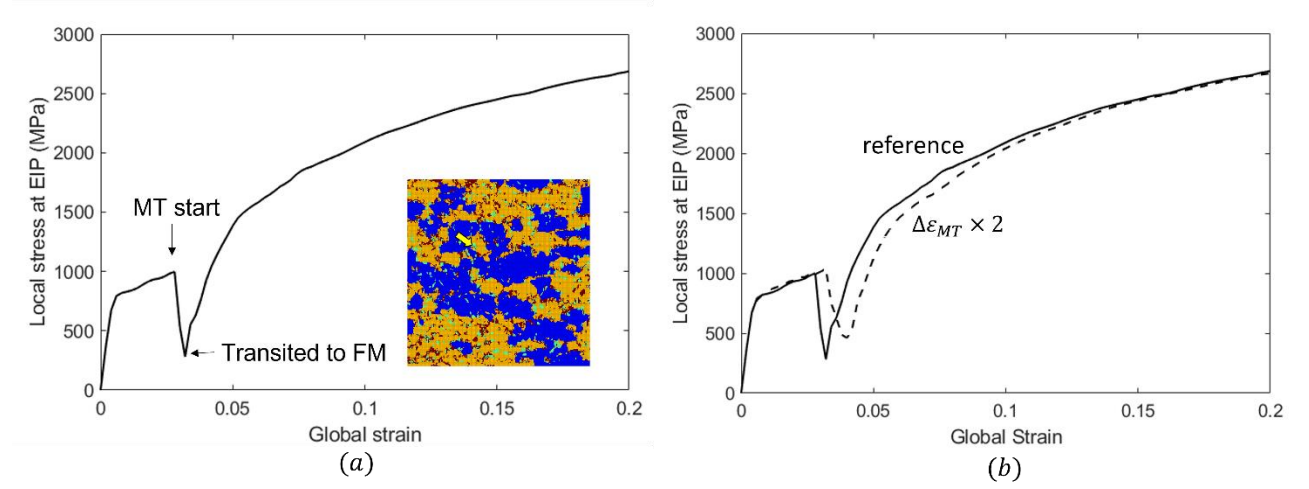 3000
2500
2000
1500
1000
500
0
Local stress at EIP (MPa)
MT start
Transited to FM
0
0.05
0.1
0.15
0.2
Global strain
(a)
3000
2500
2000
1500
1000
500
0
Local stress at EIP (MPa)
reference
Δε_MT × 2
0
0.05
0.1
0.15
0.2
Global Strain
(b)